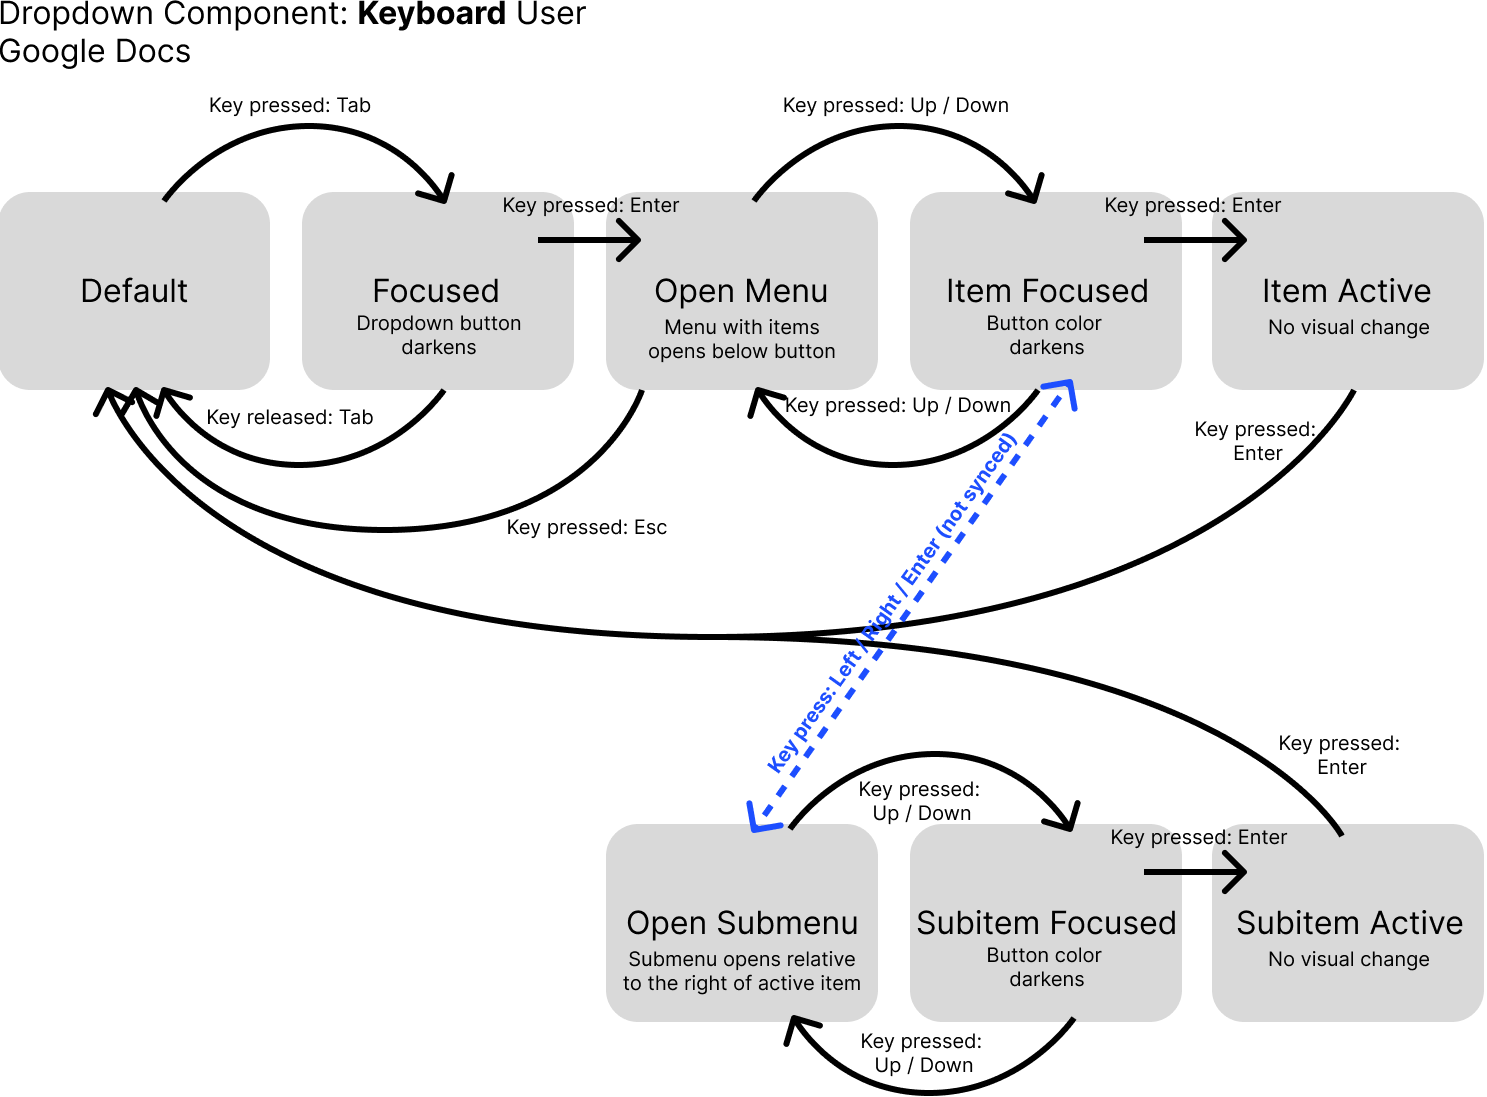 Dropdown Component: Keyboard User
Google Docs
Key pressed: Tab
Key pressed: Up / Down
Key pressed: Enter
Key pressed: Enter
Default
Focused
Dropdown button
darkens
Open Menu
Menu with items
opens below button
Item Focused
Button color
darkens
Item Active
No visual change
Key released: Tab
Key pressed: Up / Down
Key pressed:
Enter
Key pressed: Esc
Key press: Left / Right / Enter (not synced)
Key pressed:
Enter
Key pressed:
Up / Down
Key pressed: Enter
Open Submenu
Submenu opens relative
to the right of active item
Subitem Focused
Button color
darkens
Subitem Active
No visual change
Key pressed:
Up / Down